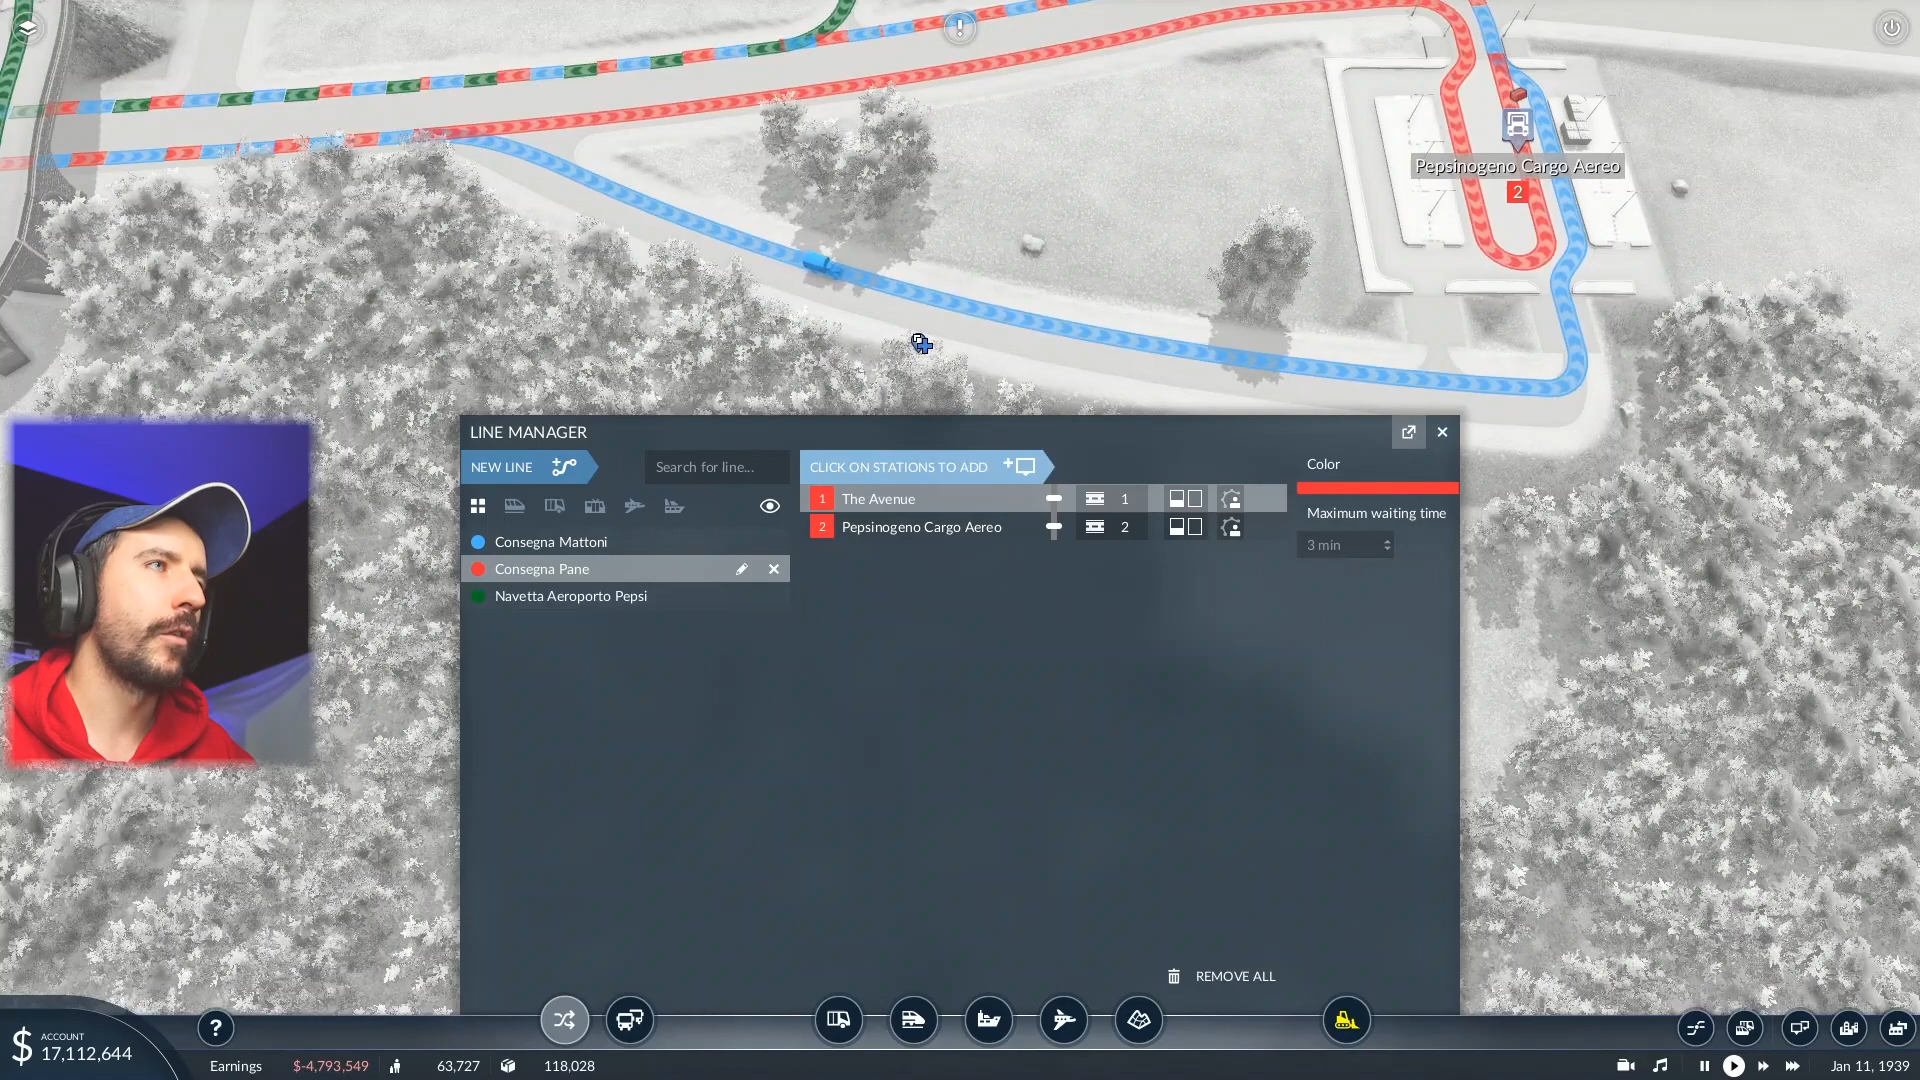 Pepsinogeno Cargo Aereo
2
LINE MANAGER
NEW LINE
Search for line...
CLICK ON STATIONS TO ADD
Color
1 The Avenue 1
Maximum waiting time
2 Pepsinogeno Cargo Aereo 2
3 min
Consegna Mattoni
Consegna Pane
Navetta Aeroporto Pepsi
REMOVE ALL
?
$ ACCOUNT
17,112,644
Earnings $-4,793,549 63,727 118,028 Jan 11, 1939